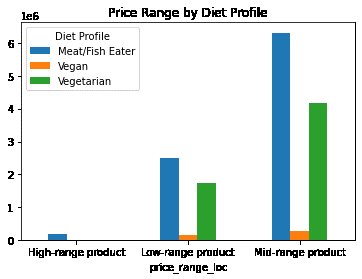 Price Range by Diet Profile
1e6
Diet Profile
Meat/Fish Eater
Vegan
Vegetarian
6
5
4
3
2
1
0
High-range product Low-range product Mid-range product
price_range_loc